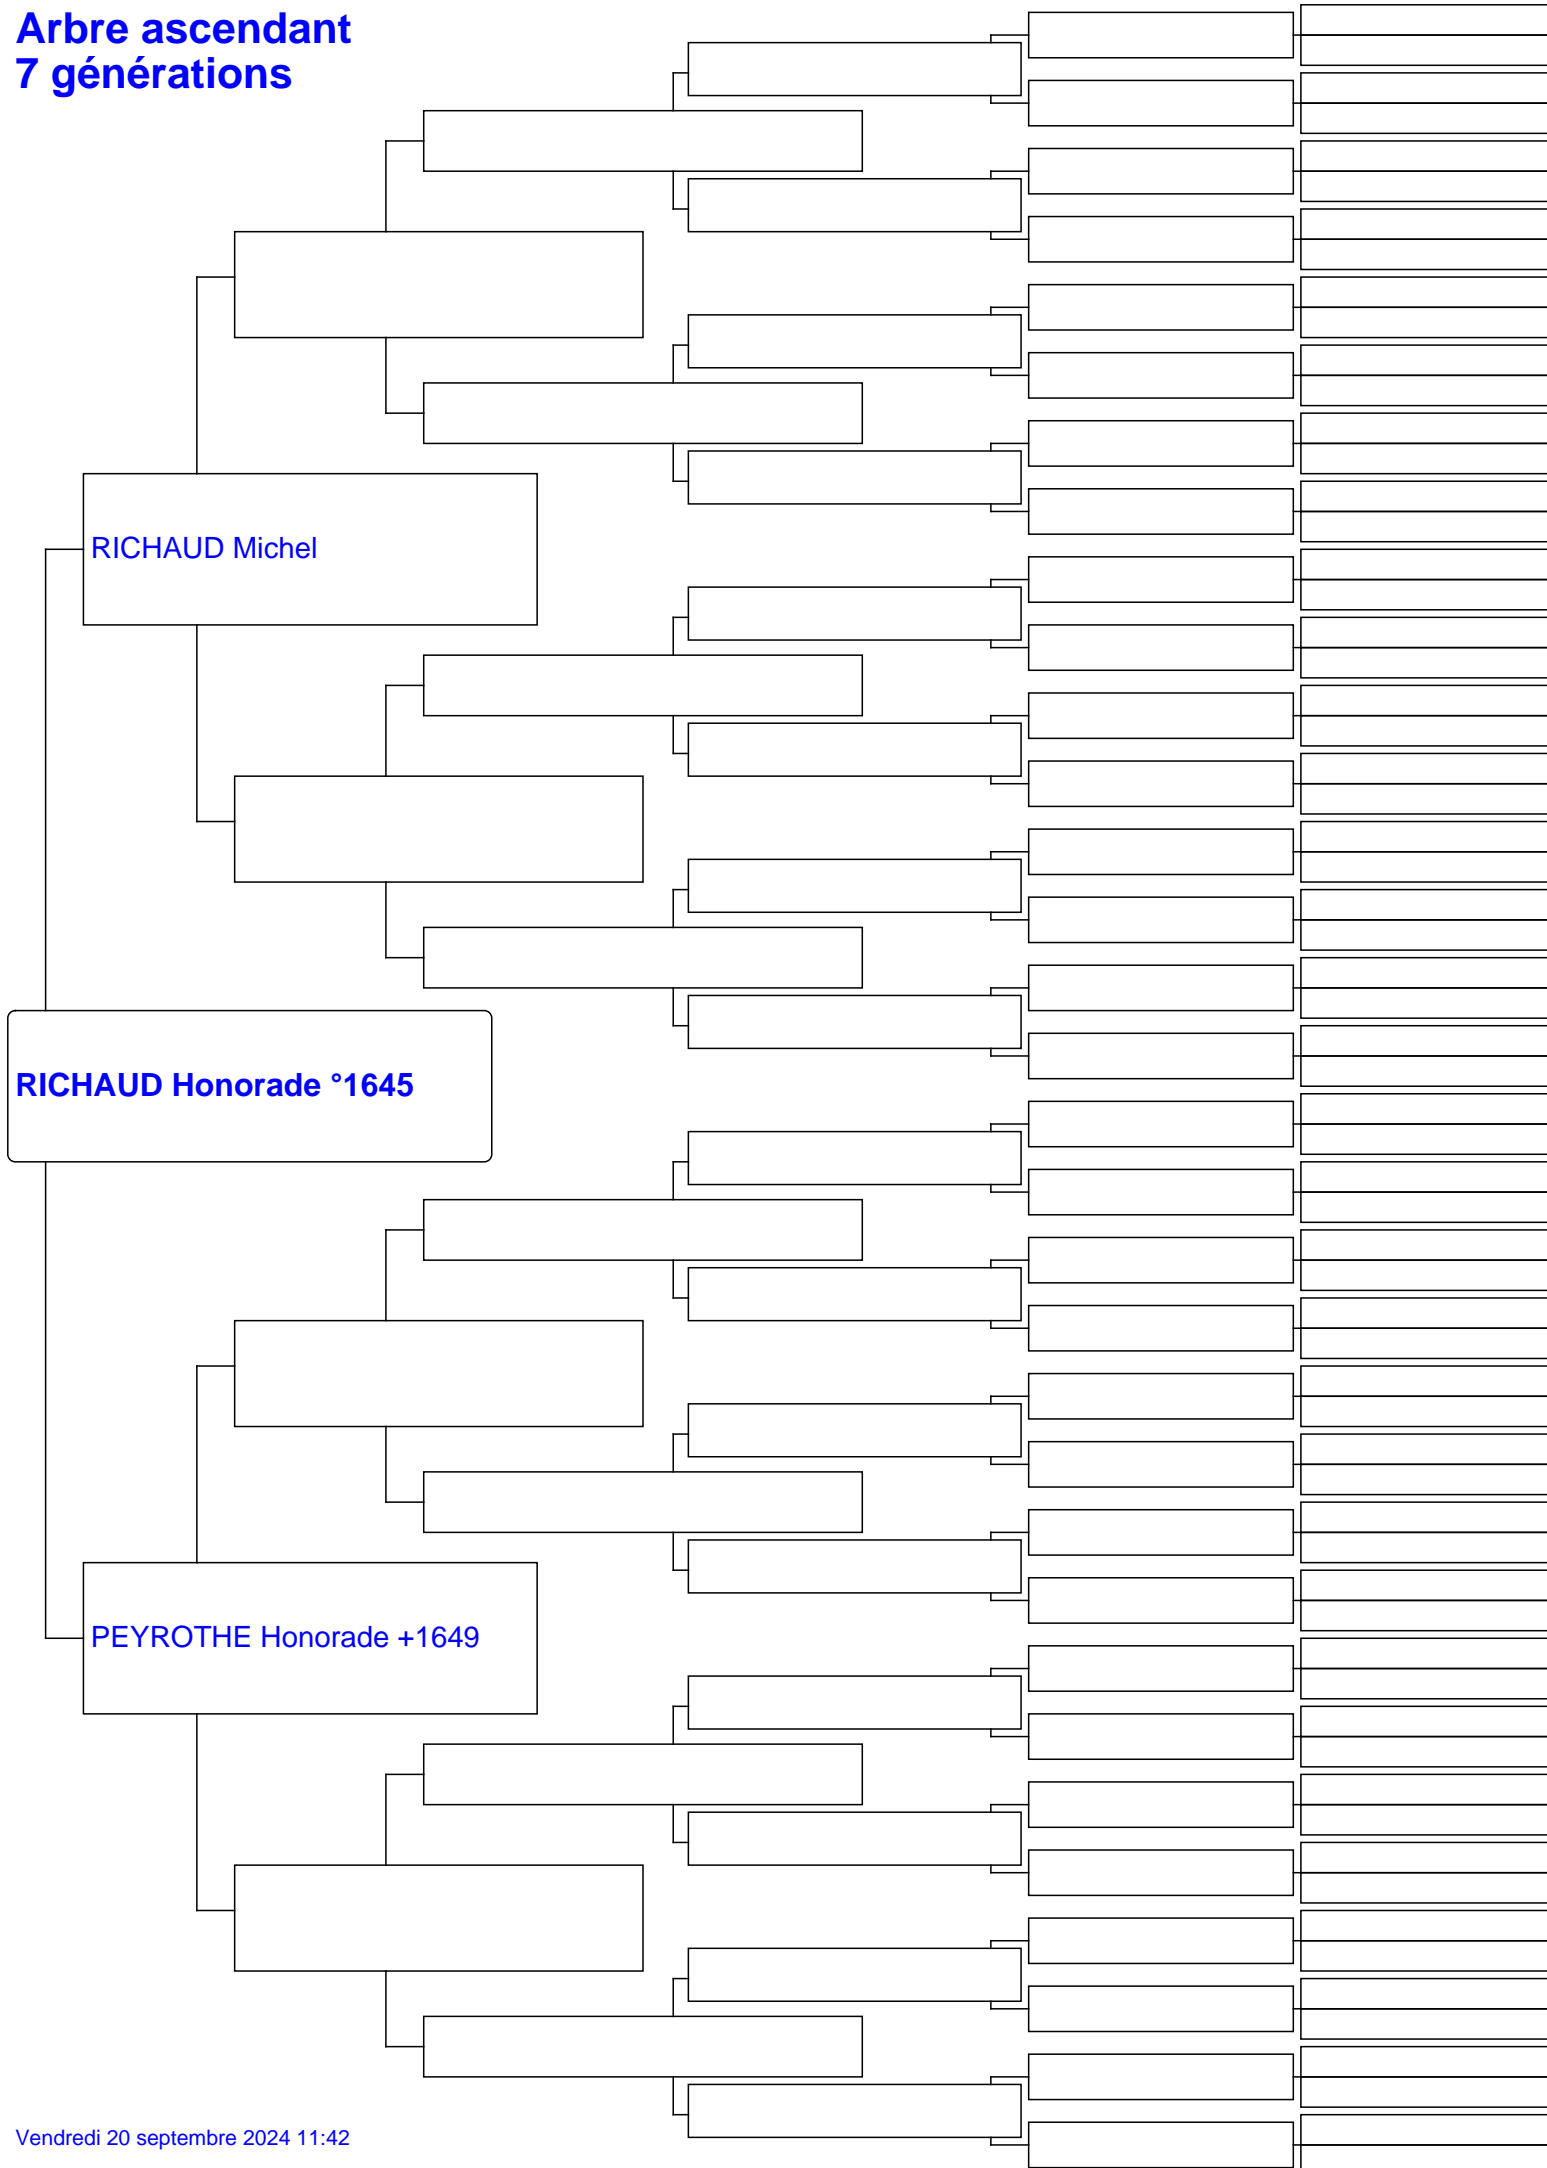 Arbre ascendant
7 générations
RICHAUD Michel
RICHAUD Honorade °1645
PEYROTHE Honorade +1649
Vendredi 20 septembre 2024 11:42